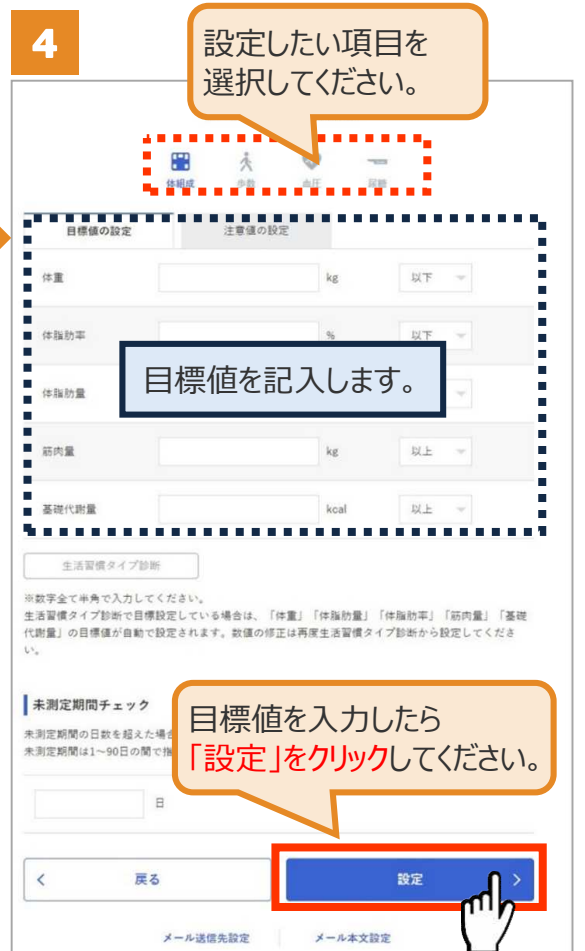 4
設定したい項目を
選択してください。
体組成
歩数
血圧
尿糖
目標値の設定
注意値の設定
体重
kg
以下
体脂肪率
%
以下
体脂肪量
目標値を記入します。
筋肉量
kg
以上
基礎代謝量
kcal
以上
生活習慣タイプ診断
※数字全て半角で入力してください。
生活習慣タイプ診断で目標設定している場合は、「体重」「体脂肪量」「体脂肪率」「筋肉量」「基礎
代謝量」の目標値が自動で設定されます。数値の修正は再度生活習慣タイプ診断から設定してくださ
い。
未測定期間チェック
未測定期間の日数を超えた場合
未測定期間は1~90日の間で指
目標値を入力したら
「設定」をクリックしてください。
日
< 戻る
設定 >
メール送信先設定
メール本文設定